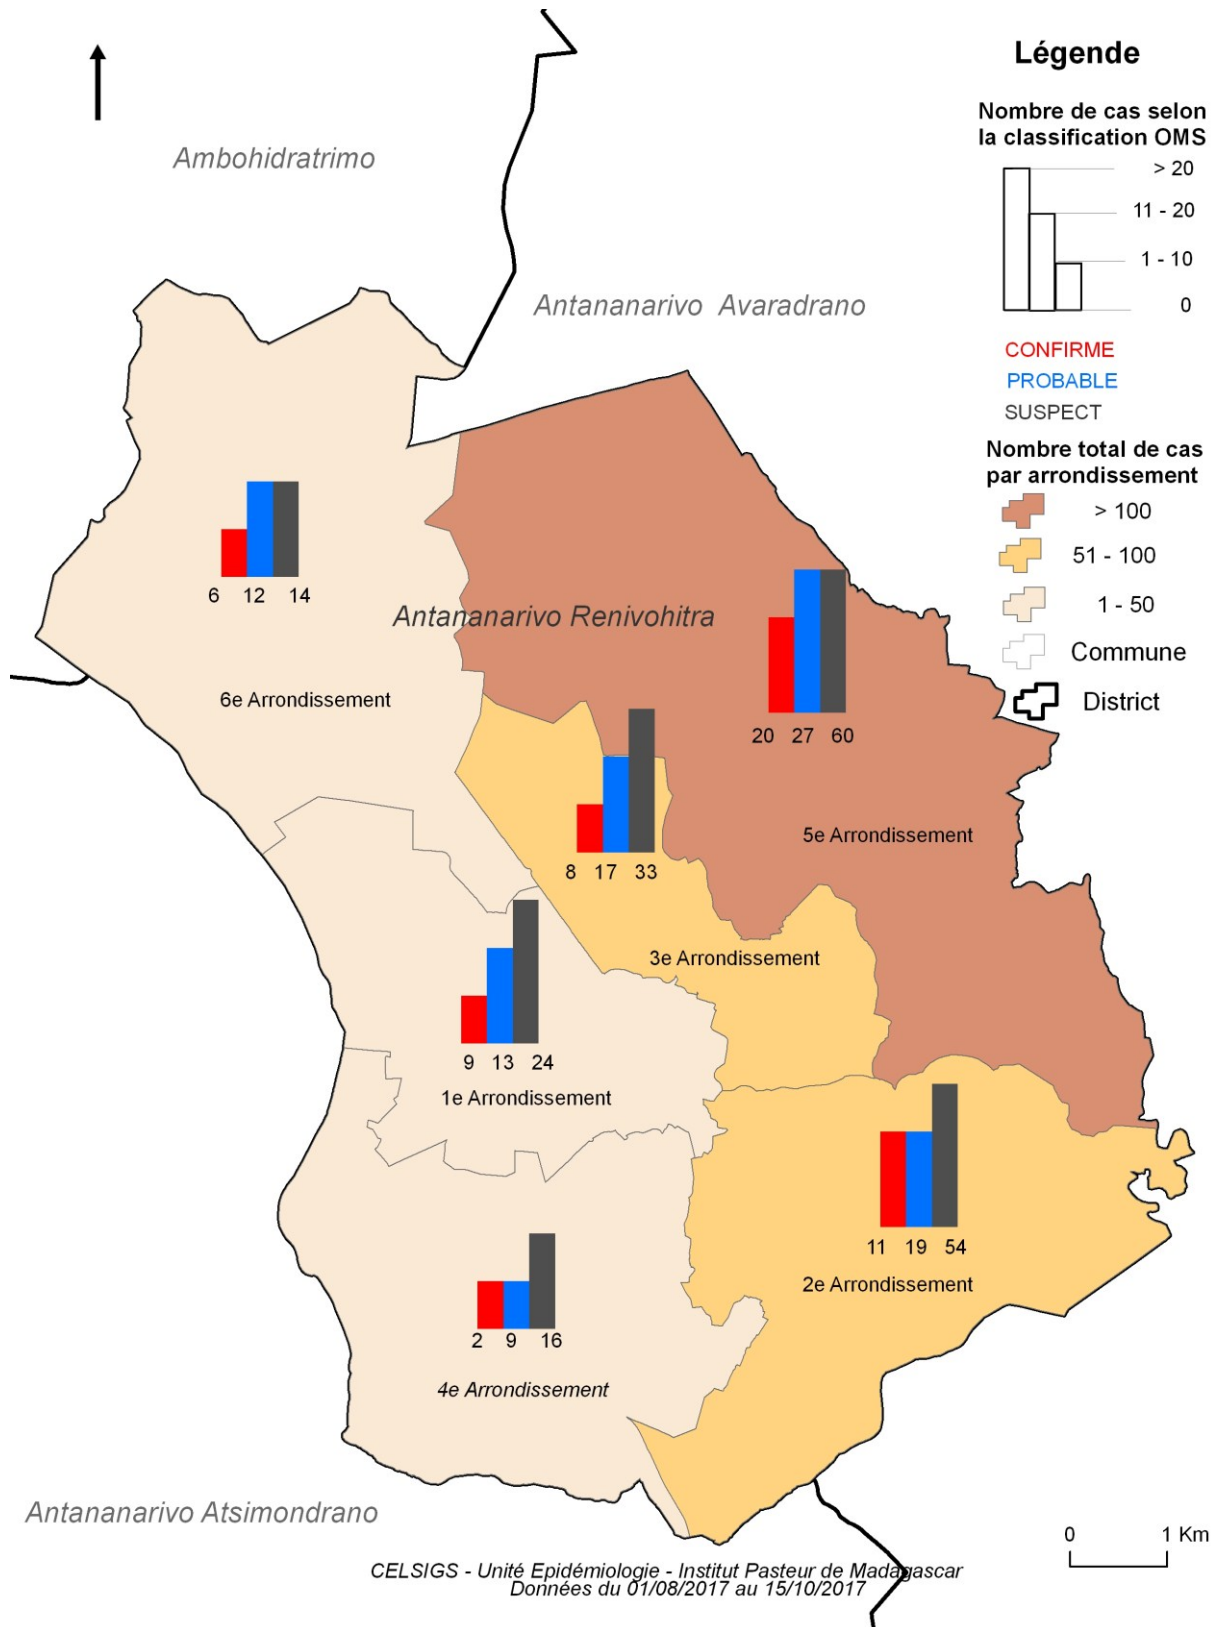 Légende
Nombre de cas selon
la classification OMS
> 20
11 - 20
1 - 10
0
CONFIRME
PROBABLE
SUSPECT
Nombre total de cas
par arrondissement
> 100
51 - 100
1 - 50
Commune
District
Ambohidratrimo
Antananarivo Avaradrano
6 12 14
Antananarivo Renivohitra
6e Arrondissement
20 27 60
5e Arrondissement
8 17 33
3e Arrondissement
9 13 24
1e Arrondissement
11 19 54
2e Arrondissement
2 9 16
4e Arrondissement
Antananarivo Atsimondrano
0 1 Km
CELSIGS - Unité Epidémiologie - Institut Pasteur de Madagascar
Données du 01/08/2017 au 15/10/2017